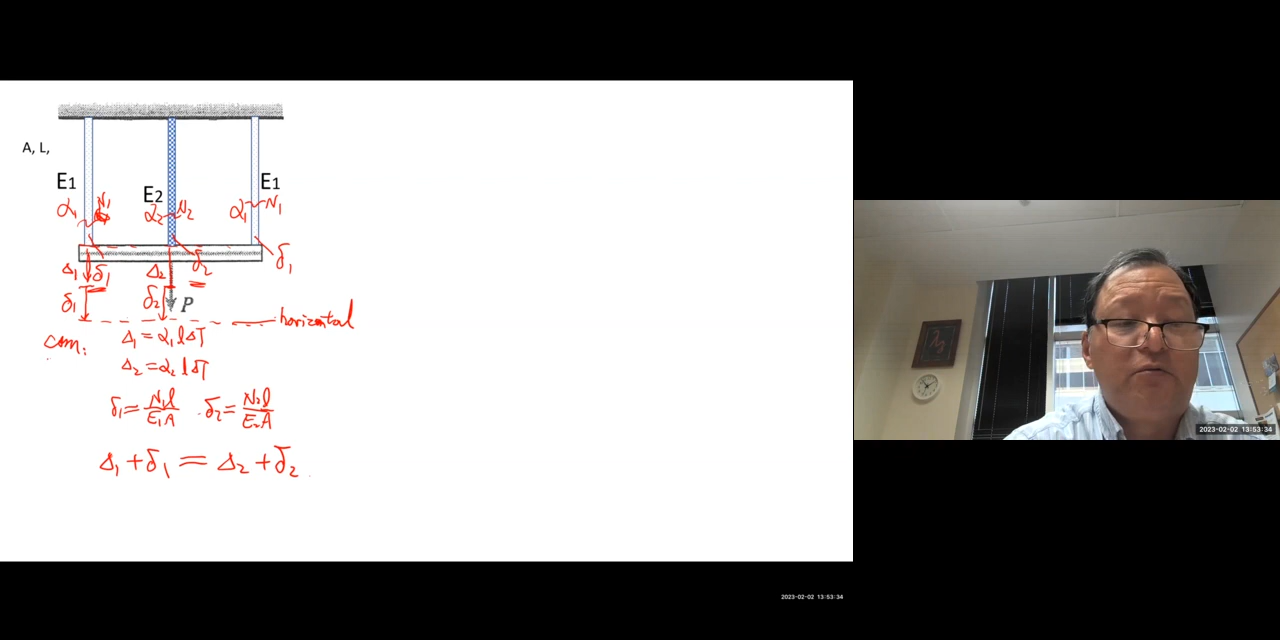 A, L,
E1
E2
E1
α₁
N₁
α₂
N₂
α₁
N₁
Δ₁
δ₁
Δ₂
δ₂
δ₁
δ₁
δ₂
P
horizontal
com:
Δ₁ = α₁ l ΔT
Δ₂ = α₂ l ΔT
δ₁ = N₁l / E₁A   δ₂ = N₂l / E₂A
Δ₁ + δ₁ = Δ₂ + δ₂
2023-02-02 13:53:34
2023-02-02 13:53:34